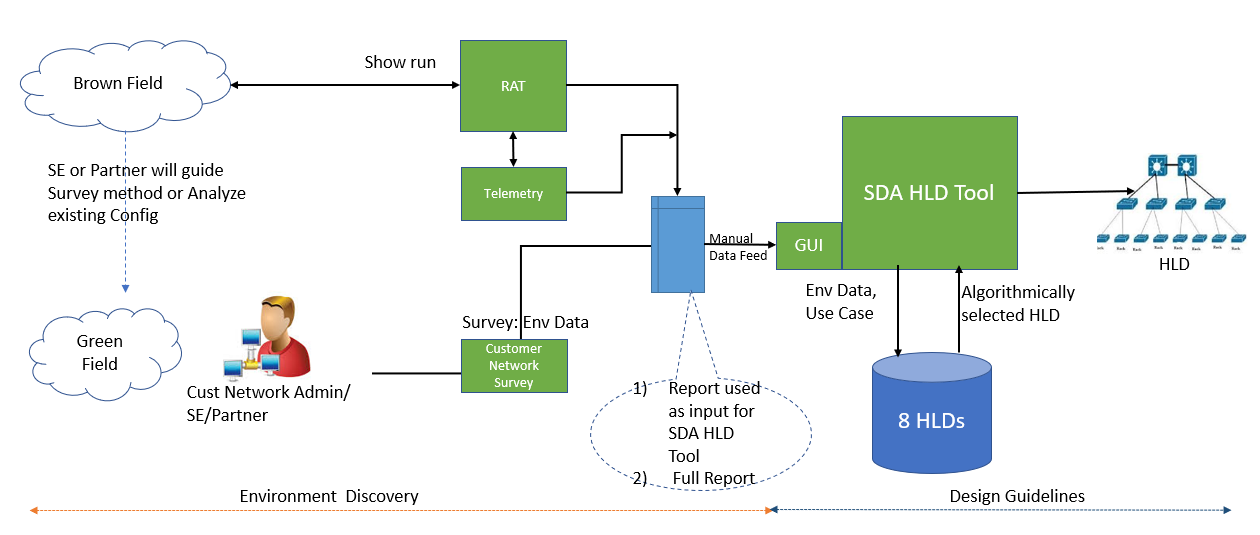 Brown Field
Show run
RAT
SE or Partner will guide
Survey method or Analyze
existing Config
Telemetry
SDA HLD Tool
Manual
Data Feed
GUI
HLD
Env Data,
Use Case
Algorithmically
selected HLD
Survey: Env Data
Green
Field
Customer
Network
Survey
Cust Network Admin/
SE/Partner
1) Report used
as input for
SDA HLD
Tool
2) Full Report
8 HLDs
Environment Discovery
Design Guidelines